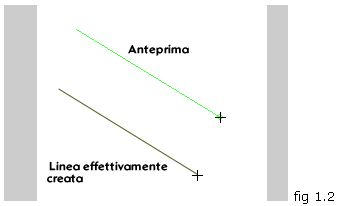 Anteprima
Linea effettivamente
creata
fig 1.2